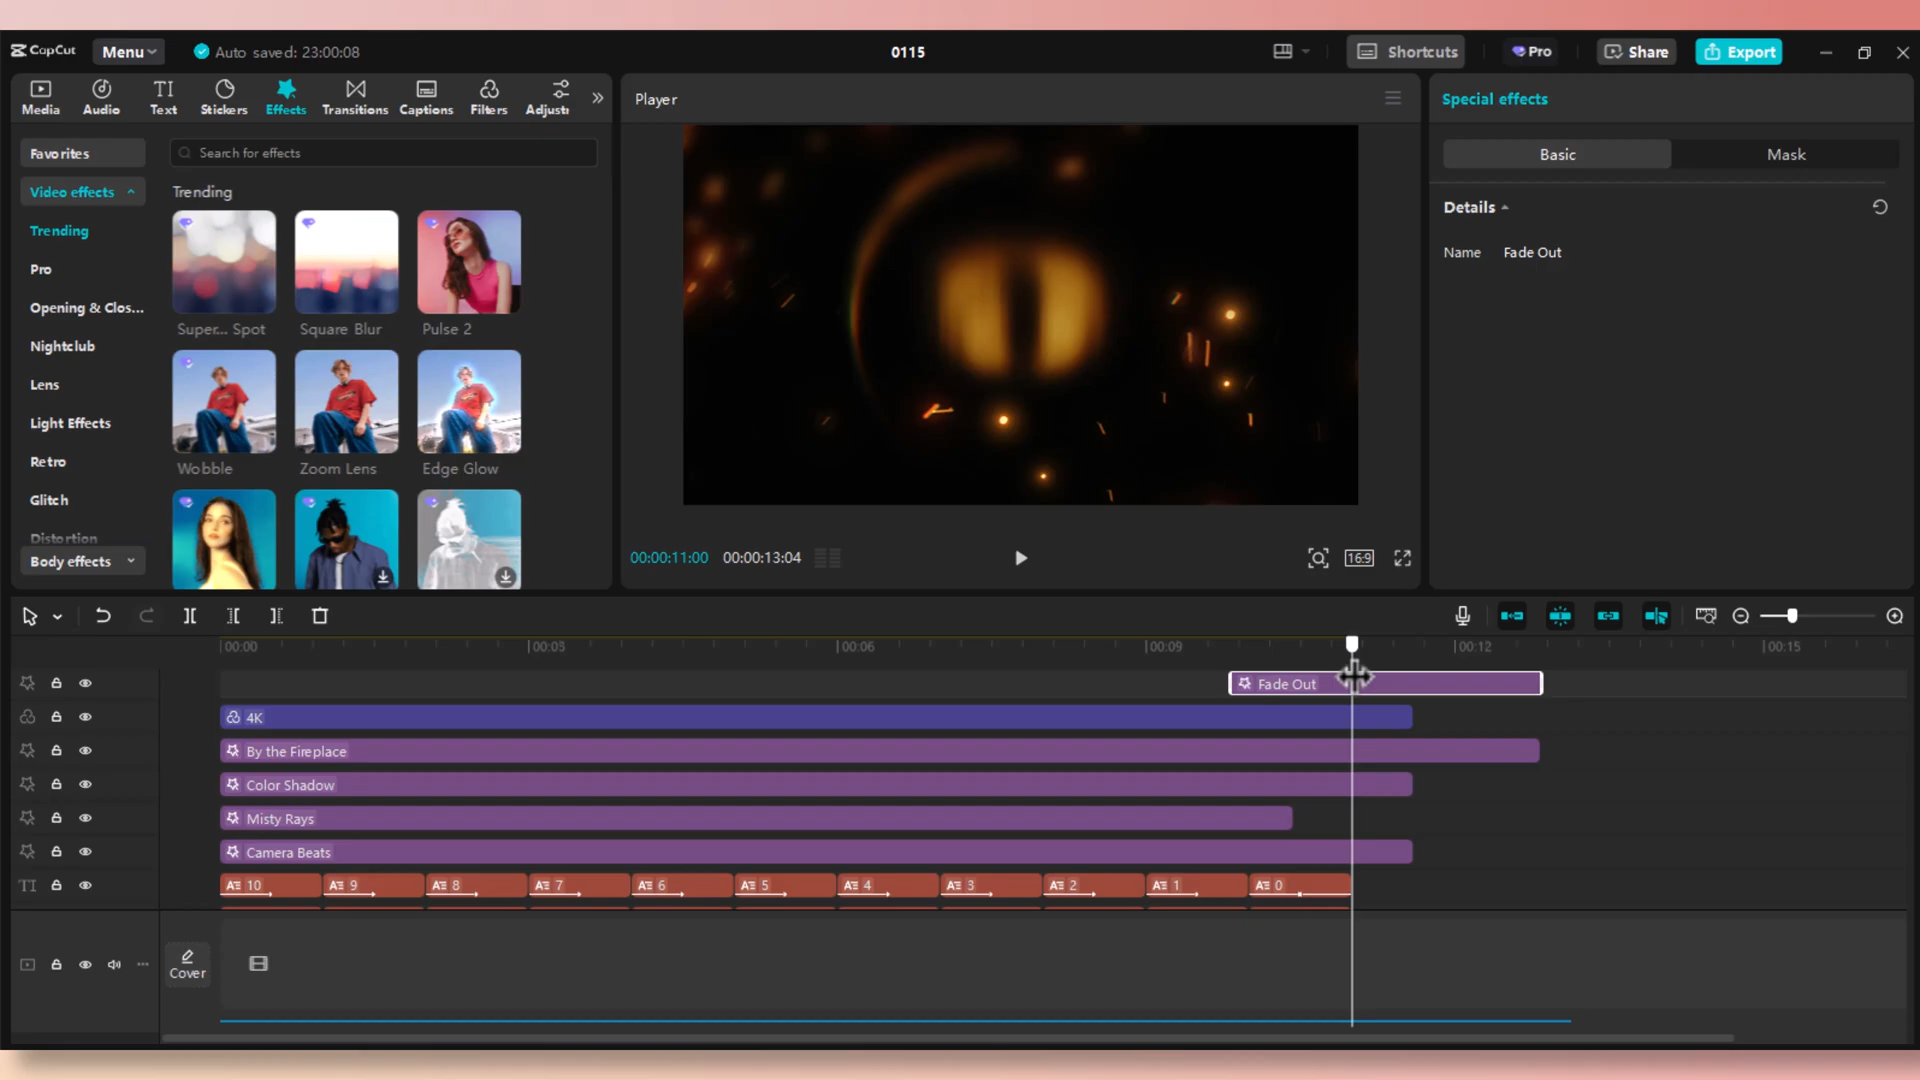 CapCut
Menu
Auto saved: 23:00:08
0115
Shortcuts
Pro
Share
Export
Media
Audio
Text
Stickers
Effects
Transitions
Captions
Filters
Adjustr
Favorites
Video effects
Trending
Pro
Opening & Clos...
Nightclub
Lens
Light Effects
Retro
Glitch
Distortion
Body effects
Search for effects
Trending
Super... Spot
Square Blur
Pulse 2
Wobble
Zoom Lens
Edge Glow
Player
0
00:00:11:00
00:00:13:04
16:9
Special effects
Basic
Mask
Details
Name
Fade Out
00:00
00:03
00:06
00:09
00:12
00:15
Fade Out
4K
By the Fireplace
Color Shadow
Misty Rays
Camera Beats
TI
10
9
8
7
6
5
4
3
2
1
0
Cover